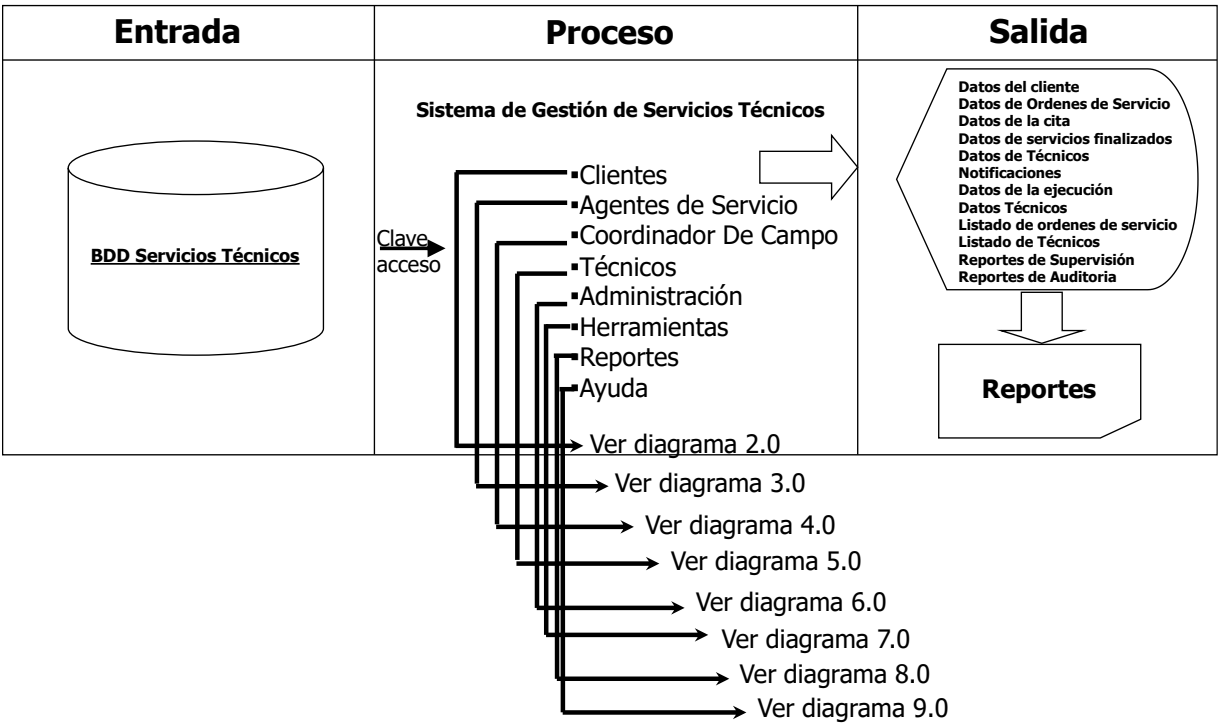 Entrada
Proceso
Salida
BDD Servicios Técnicos
Clave
acceso
Sistema de Gestión de Servicios Técnicos
▪Clientes
▪Agentes de Servicio
▪Coordinador De Campo
▪Técnicos
▪Administración
▪Herramientas
▪Reportes
▪Ayuda
Ver diagrama 2.0
Ver diagrama 3.0
Ver diagrama 4.0
Ver diagrama 5.0
Ver diagrama 6.0
Ver diagrama 7.0
Ver diagrama 8.0
Ver diagrama 9.0
Datos del cliente
Datos de Ordenes de Servicio
Datos de la cita
Datos de servicios finalizados
Datos de Técnicos
Notificaciones
Datos de la ejecución
Datos Técnicos
Listado de ordenes de servicio
Listado de Técnicos
Reportes de Supervisión
Reportes de Auditoria
Reportes